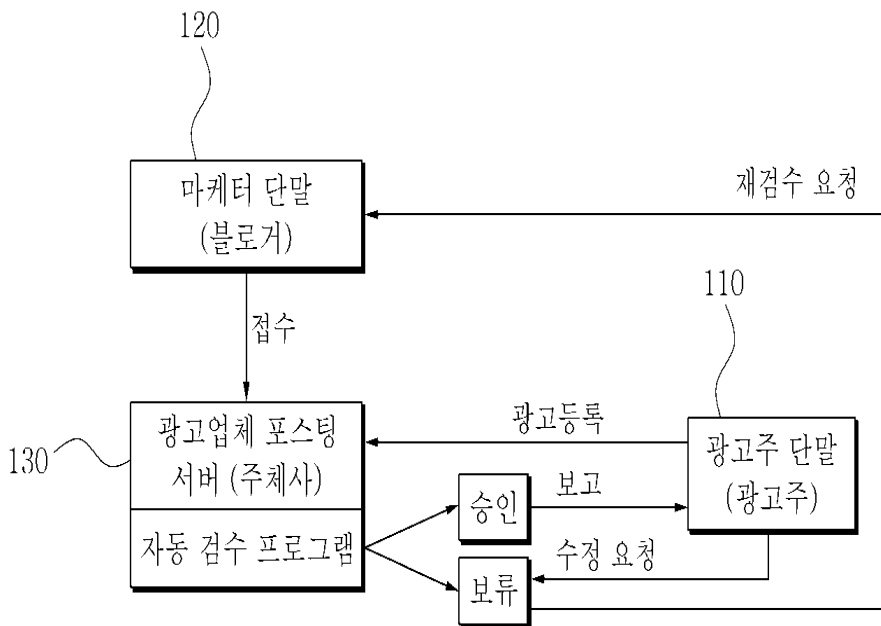 120
마케터 단말
(블로거)
재검수 요청
접수
110
130
광고업체 포스팅
서버 (주체사)
자동 검수 프로그램
광고등록
광고주 단말
(광고주)
승인
보고
수정 요청
보류